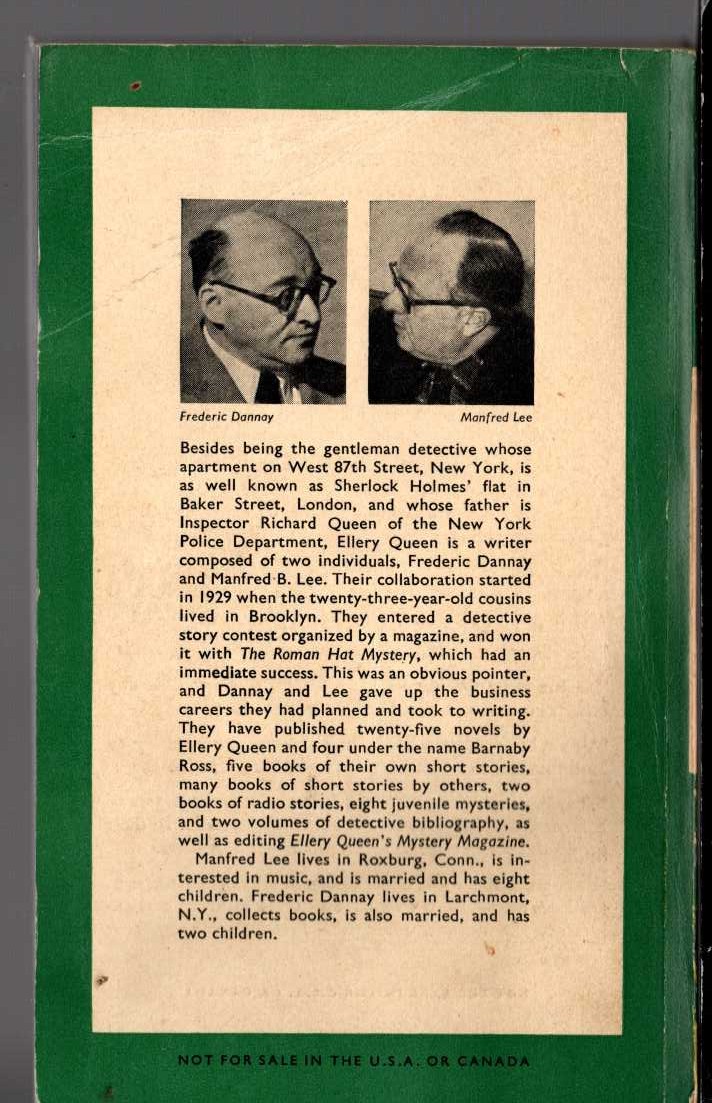 Frederic Dannay
Manfred Lee
Besides being the gentleman detective whose
apartment on West 87th Street, New York, is
as well known as Sherlock Holmes' flat in
Baker Street, London, and whose father is
Inspector Richard Queen of the New York
Police Department, Ellery Queen is a writer
composed of two individuals, Frederic Dannay
and Manfred B. Lee. Their collaboration started
in 1929 when the twenty-three-year-old cousins
lived in Brooklyn. They entered a detective
story contest organized by a magazine, and won
it with The Roman Hat Mystery, which had an
immediate success. This was an obvious pointer,
and Dannay and Lee gave up the business
careers they had planned and took to writing.
They have published twenty-five novels by
Ellery Queen and four under the name Barnaby
Ross, five books of their own short stories,
many books of short stories by others, two
books of radio stories, eight juvenile mysteries,
and two volumes of detective bibliography, as
well as editing Ellery Queen's Mystery Magazine.
Manfred Lee lives in Roxburg, Conn., is in-
terested in music, and is married and has eight
children. Frederic Dannay lives in Larchmont,
N.Y., collects books, is also married, and has
two children.
NOT FOR SALE IN THE U.S.A. OR CANADA